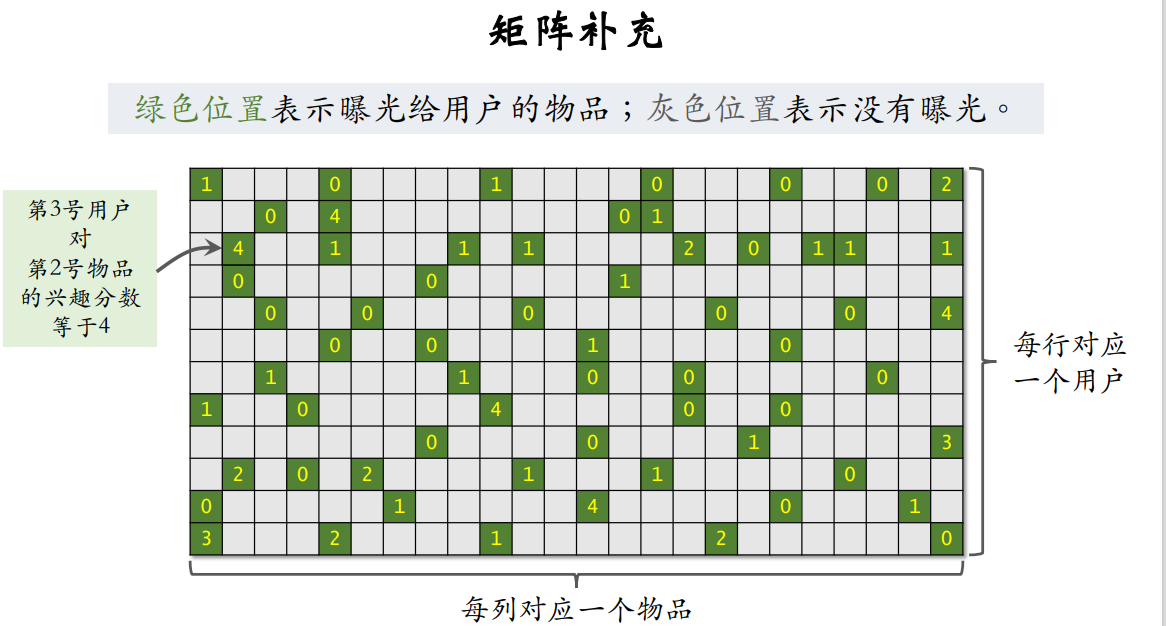 矩阵补充
绿色位置表示曝光给用户的物品；灰色位置表示没有曝光。
第3号用户
对
第2号物品
的兴趣分数
等于4
1 0 1 0 0 0 2
0 4 0 1
4 1 1 1 2 0 1 1 1
0 0 1
0 0 0 0 0 4
0 0 1 0
1 1 0 0 0
1 0 4 0 0
0 0 1 3
2 0 2 1 1 0
0 1 4 0 1
3 2 1 2 0
每行对应
一个用户
每列对应一个物品